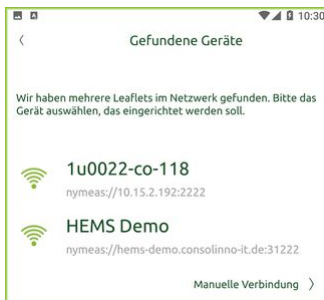 10:30
Gefundene Geräte
Wir haben mehrere Leaflets im Netzwerk gefunden. Bitte das
Gerät auswählen, das eingerichtet werden soll.
1u0022-co-118
nymeas://10.15.2.192:2222
HEMS Demo
nymeas://hems-demo.consolinno-it.de:31222
Manuelle Verbindung